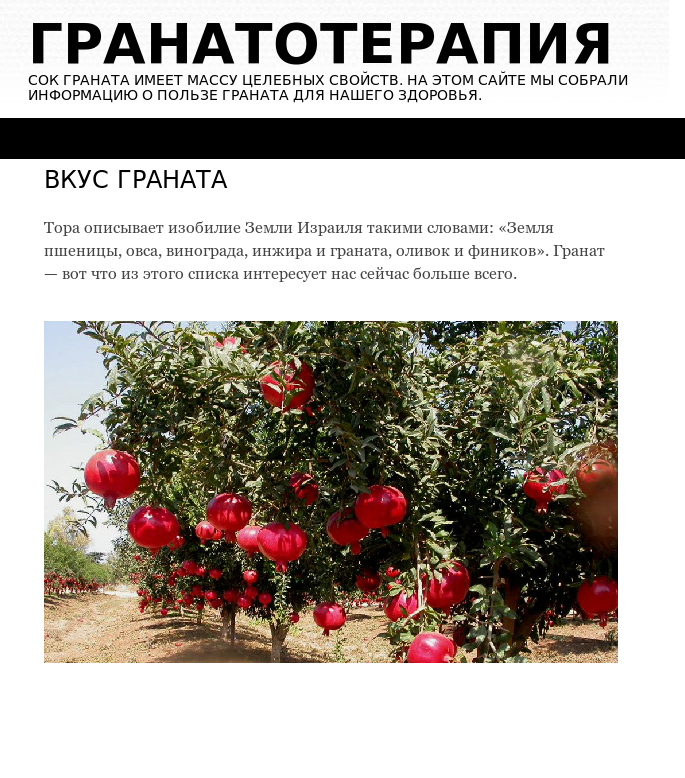 ГРАНАТОТЕРАПИЯ
СОК ГРАНАТА ИМЕЕТ МАССУ ЦЕЛЕБНЫХ СВОЙСТВ. НА ЭТОМ САЙТЕ МЫ СОБРАЛИ
ИНФОРМАЦИЮ О ПОЛЬЗЕ ГРАНАТА ДЛЯ НАШЕГО ЗДОРОВЬЯ.
ВКУС ГРАНАТА
Тора описывает изобилие Земли Израиля такими словами: «Земля
пшеницы, овса, винограда, инжира и граната, оливок и фиников». Гранат
— вот что из этого списка интересует нас сейчас больше всего.